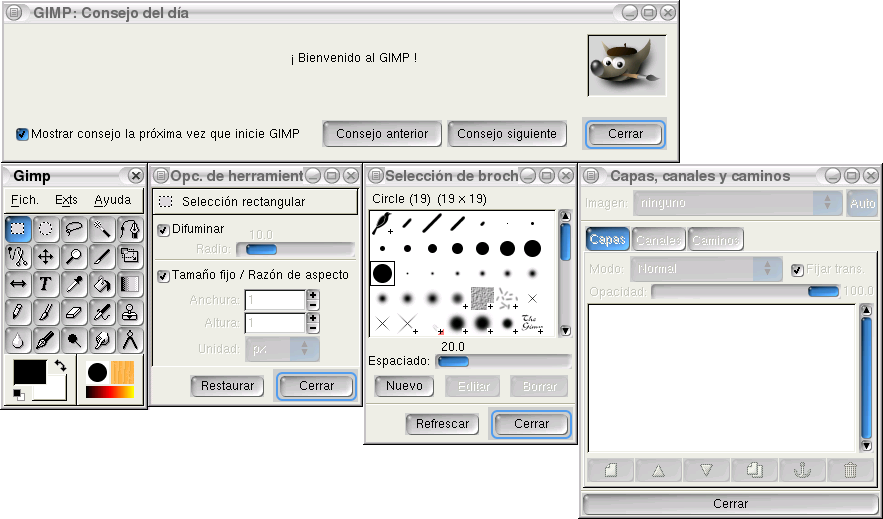 GIMP: Consejo del día
¡ Bienvenido al GIMP !
Mostrar consejo la próxima vez que inicie GIMP
Consejo anterior
Consejo siguiente
Cerrar
Gimp
Fich. Exts Ayuda
Opc. de herramient
Selección rectangular
Difuminar
10.0
Radio:
Tamaño fijo / Razón de aspecto
Anchura: 1
Altura: 1
Unidad: px
Restaurar
Cerrar
Selección de broch
Circle (19) (19 x 19)
The Gimp
20.0
Espaciado:
Nuevo
Editar
Borrar
Refrescar
Cerrar
Capas, canales y caminos
Imagen: ninguno Auto
Capas Canales Caminos
Modo: Normal Fijar trans.
Opacidad: 100.0
Cerrar